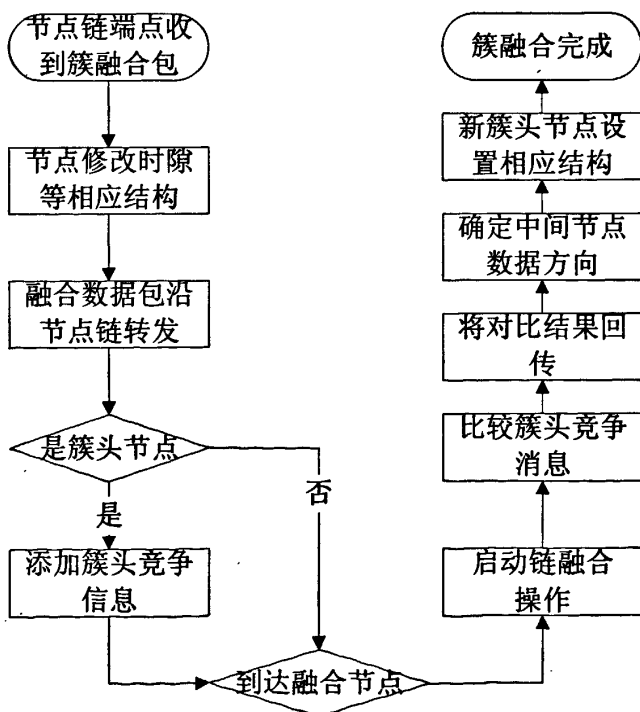 节点链端点收
到簇融合包
节点修改时隙
等相应结构
融合数据包沿
节点链转发
是簇头节点
是
否
添加簇头竞争
信息
到达融合节点
启动链融合
操作
比较簇头竞争
消息
将对比结果回
传
确定中间节点
数据方向
新簇头节点设
置相应结构
簇融合完成